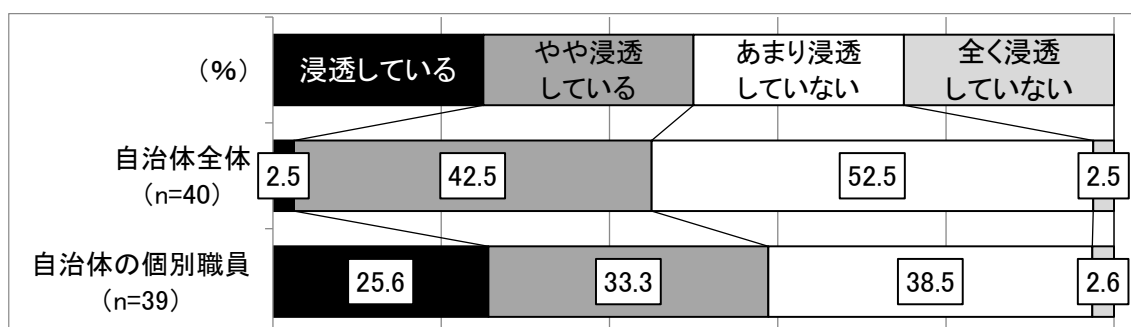 (%)
浸透している
やや浸透
している
あまり浸透
していない
全く浸透
していない
自治体全体
(n=40)
2.5
42.5
52.5
2.5
自治体の個別職員
(n=39)
25.6
33.3
38.5
2.6